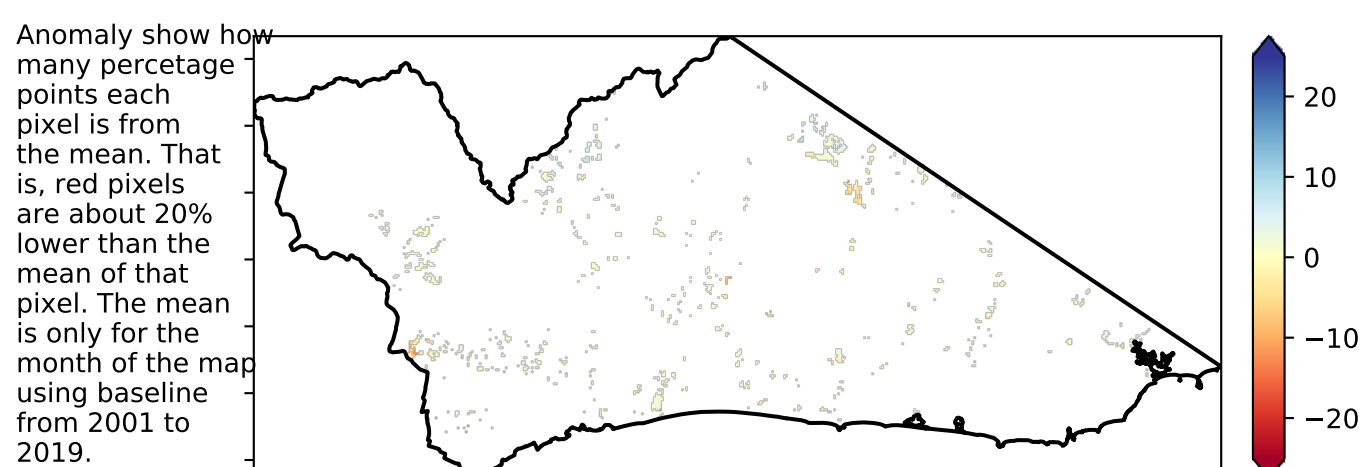 Anomaly show how
many percetage
points each
pixel is from
the mean. That
is, red pixels
are about 20%
lower than the
mean of that
pixel. The mean
is only for the
month of the map
using baseline
from 2001 to
2019.
20
10
0
−10
−20